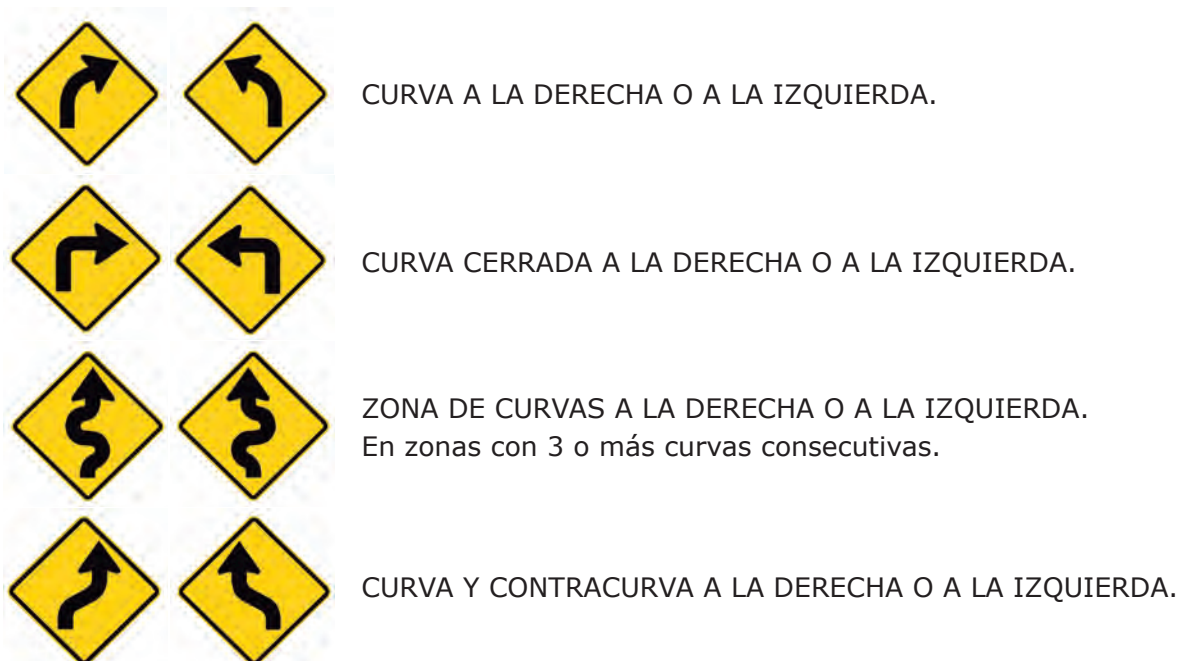 CURVA A LA DERECHA O A LA IZQUIERDA.
CURVA CERRADA A LA DERECHA O A LA IZQUIERDA.
ZONA DE CURVAS A LA DERECHA O A LA IZQUIERDA.
En zonas con 3 o más curvas consecutivas.
CURVA Y CONTRACURVA A LA DERECHA O A LA IZQUIERDA.